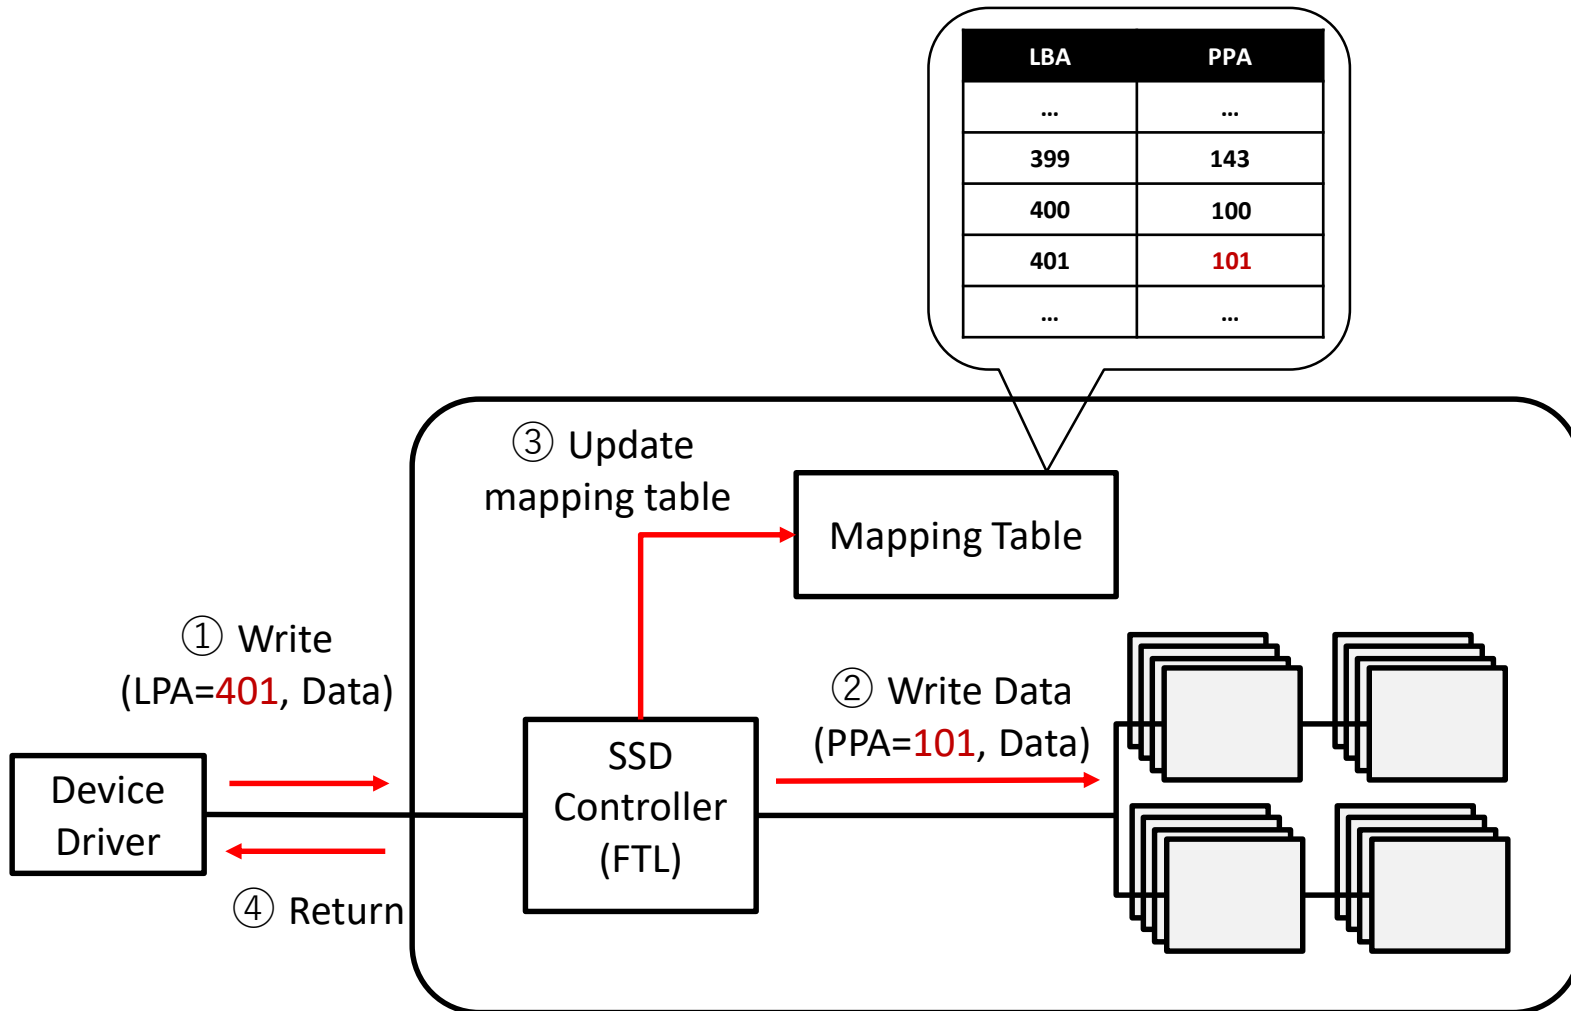 LBA PPA
... ...
399 143
400 100
401 101
... ...
③ Update
mapping table
Mapping Table
① Write
(LPA=401, Data)
② Write Data
(PPA=101, Data)
SSD
Controller
(FTL)
Device
Driver
④ Return